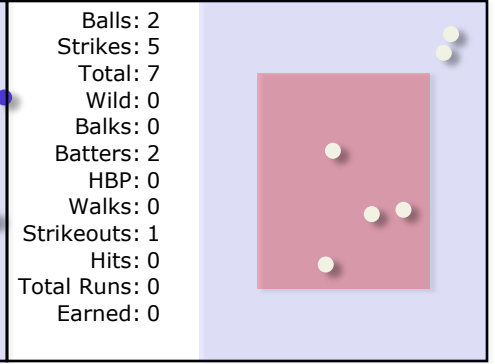 Balls: 2
Strikes: 5
Total: 7
Wild: 0
Balks: 0
Batters: 2
HBP: 0
Walks: 0
Strikeouts: 1
Hits: 0
Total Runs: 0
Earned: 0